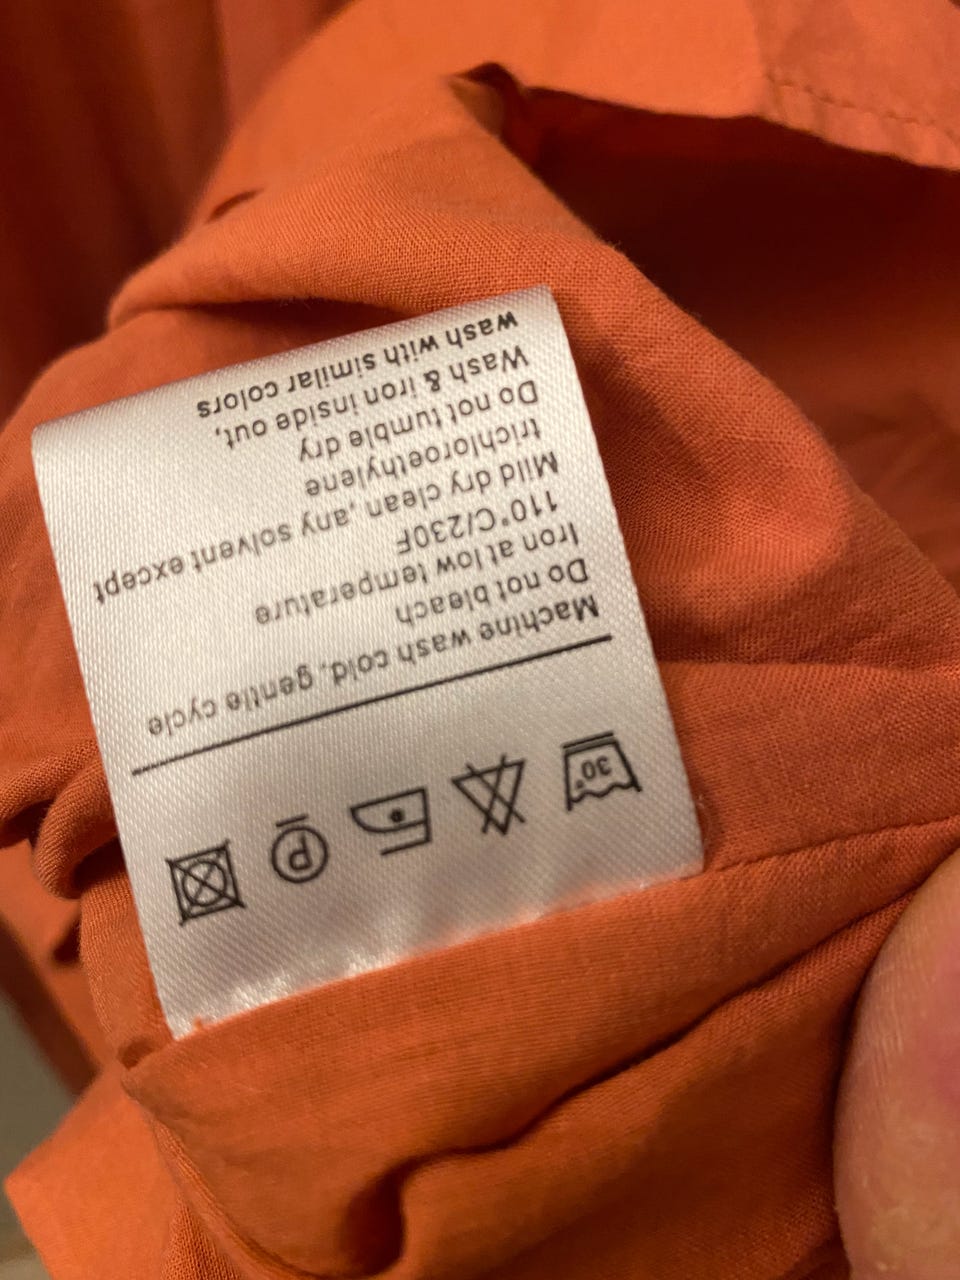 30°
P
Machine wash cold, gentle cycle
Do not bleach
Iron at low temperature
110°C/230F
Mild dry clean, any solvent except
trichloroethylene
Do not tumble dry
Wash & iron inside out,
wash with similar colors